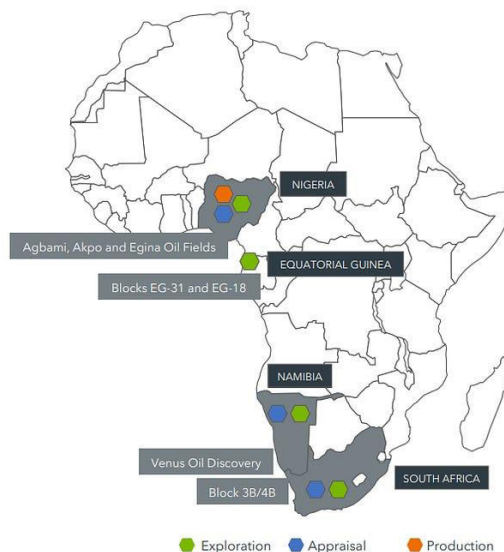 NIGERIA
Agbami, Akpo and Egina Oil Fields
EQUATORIAL GUINEA
Blocks EG-31 and EG-18
NAMIBIA
Venus Oil Discovery
Block 3B/4B
SOUTH AFRICA
Exploration
Appraisal
Production